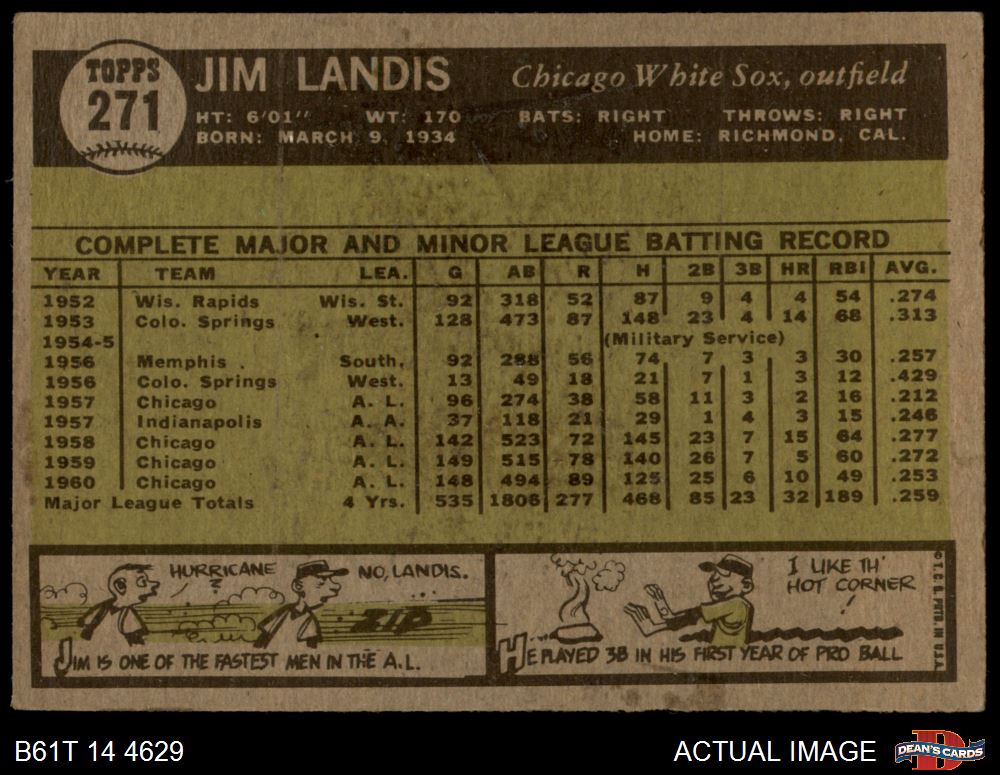 TOPPS
271
JIM LANDIS Chicago White Sox, outfield
HT: 6'01" WT: 170 BATS: RIGHT THROWS: RIGHT
BORN: MARCH 9, 1934 HOME: RICHMOND, CAL.
COMPLETE MAJOR AND MINOR LEAGUE BATTING RECORD
YEAR TEAM LEA. G AB R H 2B 3B HR RBI AVG.
1952 Wis. Rapids Wis. St. 92 318 52 87 9 4 4 54 .274
1953 Colo. Springs West. 128 473 87 148 23 4 14 68 .313
1954-5 (Military Service)
1956 Memphis South. 92 288 56 74 7 3 3 30 .257
1956 Colo. Springs West. 13 49 18 21 7 1 3 12 .429
1957 Chicago A. L. 96 274 38 58 11 3 2 16 .212
1957 Indianapolis A. A. 37 118 21 29 1 4 3 15 .246
1958 Chicago A. L. 142 523 72 145 23 7 15 64 .277
1959 Chicago A. L. 149 515 78 140 26 7 5 60 .272
1960 Chicago A. L. 148 494 89 125 25 6 10 49 .253
Major League Totals 4 Yrs. 535 1806 277 468 85 23 32 189 .259
HURRICANE ?
NO, LANDIS.
ZIP
JIM IS ONE OF THE FASTEST MEN IN THE A.L.
I LIKE TH'
HOT CORNER
!
HE PLAYED 3B IN HIS FIRST YEAR OF PRO BALL
© T. C. G. PRTD. IN U.S.A.
B61T 14 4629 ACTUAL IMAGE DEAN'S CARDS